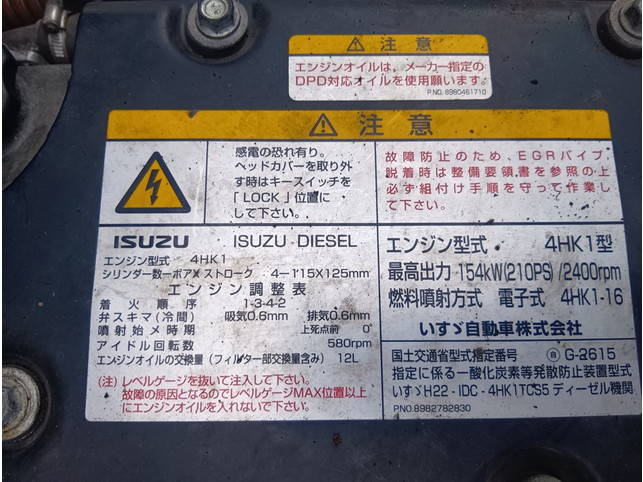 ⚠ 注意
エンジンオイルは、メーカー指定の
DPD対応オイルを使用願います。
P.NO. 8980461710
⚠ 注意
感電の恐れ有り。
ヘッドカバーを取り外
す時はキースイッチを
「LOCK」位置に
して下さい。
故障防止のため、EGRパイプ
脱着時は整備要領書を参照の上
必ず組付け手順を守って作業し
て下さい。
ISUZU ISUZU DIESEL
エンジン型式 4HK1
シリンダー数ーボア X ストローク 4ー115X125mm
エンジン調整表
着火順序 1-3-4-2
弁スキマ(冷間) 吸気0.6mm 排気0.6mm
噴射始メ時期 上死点前 0°
アイドル回転数 580rpm
エンジンオイルの交換量(フィルター部交換量含み) 12L
(注)レベルゲージを抜いて注入して下さい。
故障の原因となるのでレベルゲージMAX位置以上
にエンジンオイルを入れないで下さい。
エンジン型式 4HK1型
最高出力 154kW(210PS)/2400rpm
燃料噴射方式 電子式 4HK1-16
いすゞ自動車株式会社
国土交通省型式指定番号 G-2615
指定に係る一酸化炭素等発散防止装置型式
いすゞH22-IDC-4HK1TCS5 ディーゼル機関
P.NO.8982782830